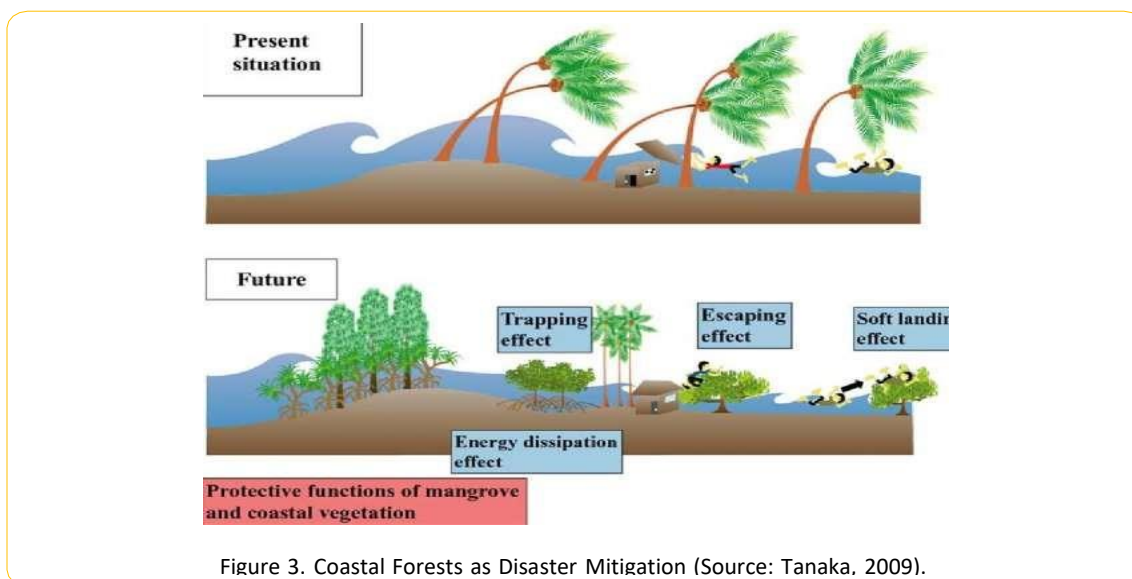 Present
situation
Future
Trapping
effect
Escaping
effect
Soft landin
effect
Energy dissipation
effect
Protective functions of mangrove
and coastal vegetation
Figure 3. Coastal Forests as Disaster Mitigation (Source: Tanaka, 2009).